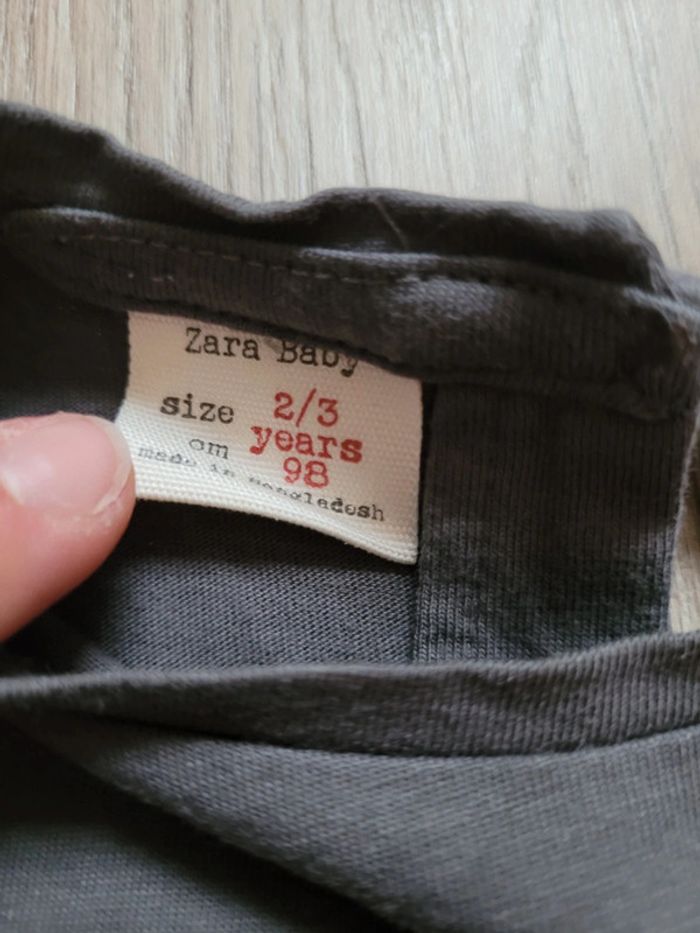 Zara Baby
size 2/3
years
cm 98
made in Bangladesh